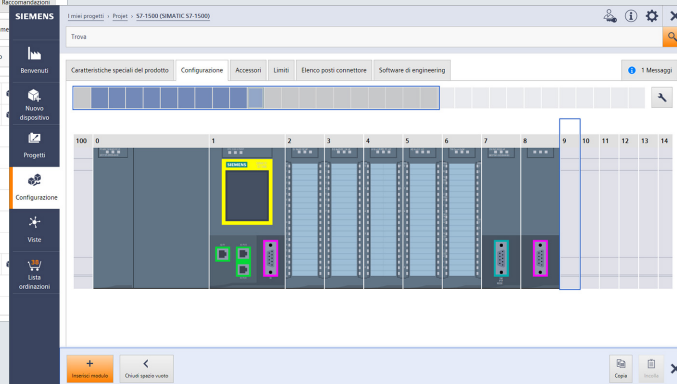 Raccomandazioni
SIEMENS
I miei progetti > Projet > S7-1500 (SIMATIC S7-1500)
Trova
Benvenuti
Nuovo
dispositivo
Progetti
Configurazione
Viste
Lista
ordinazioni
Caratteristiche speciali del prodotto Configurazione Accessori Limiti Elenco posti connettore Software di engineering 1 Messaggi
100 0 1 2 3 4 5 6 7 8 9 10 11 12 13 14
SIEMENS
+ Inserisci modulo
Chiudi spazio vuoto
Copia